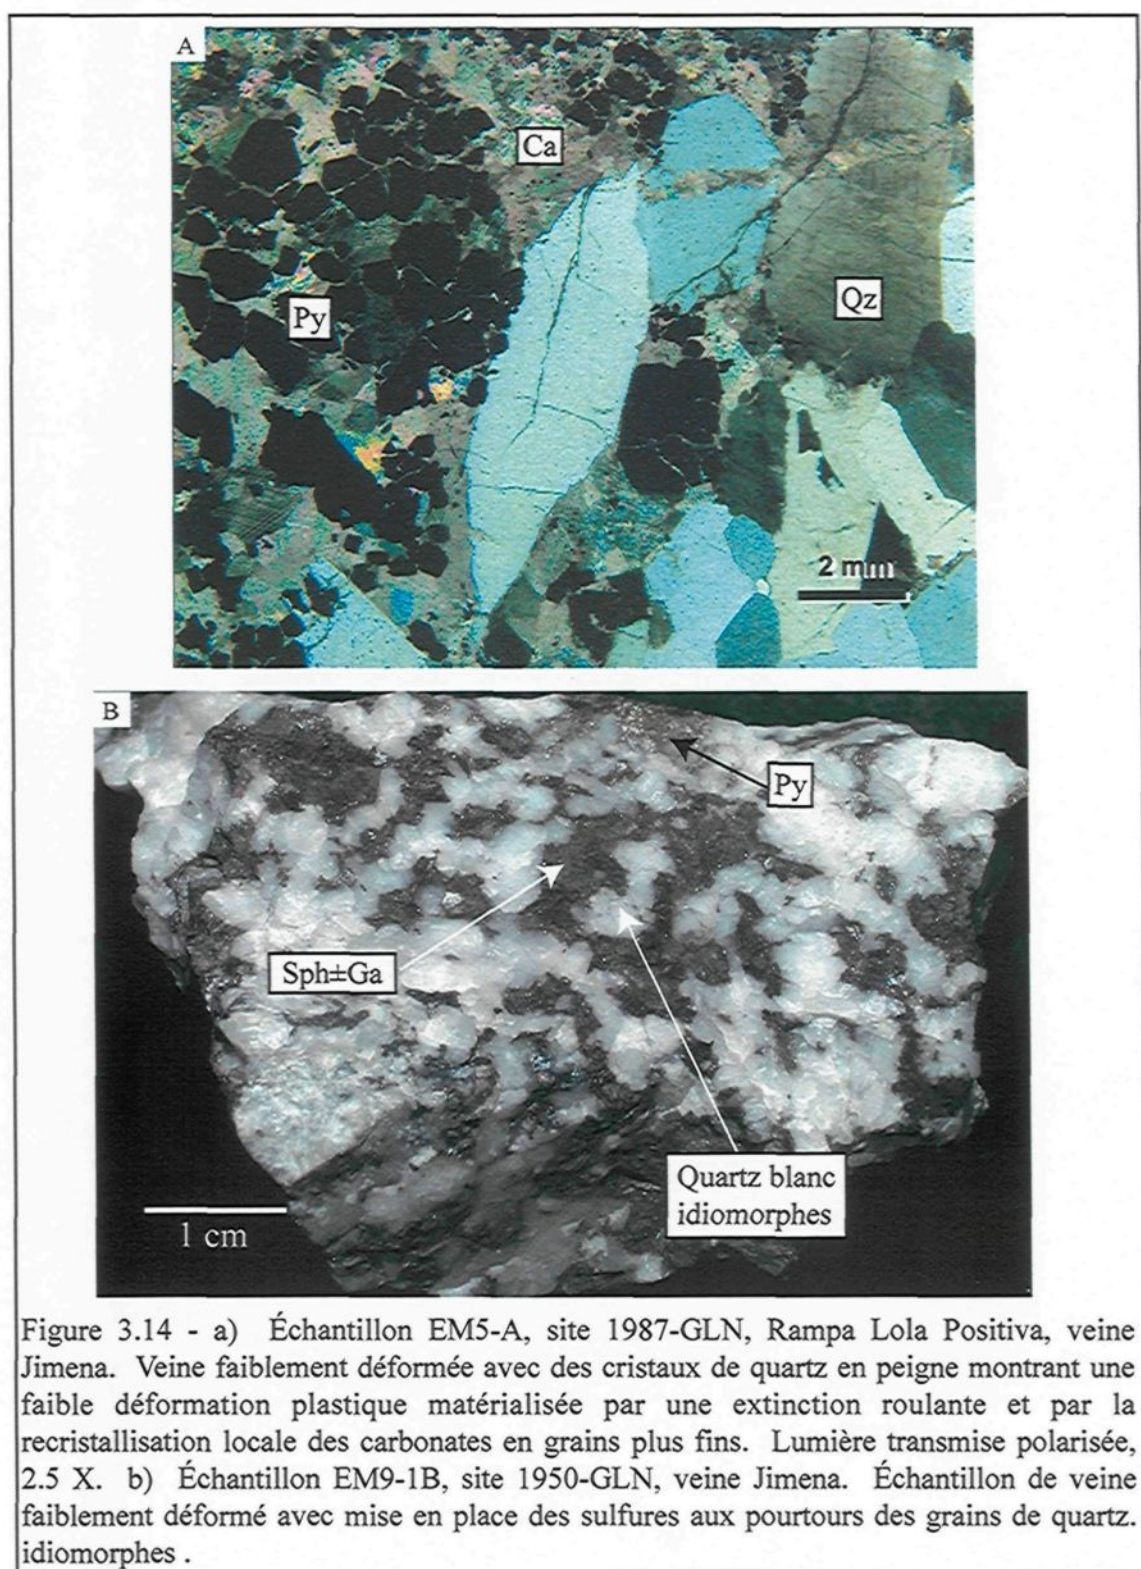 A
Ca
Py
Qz
2 mm
B
Py
Sph±Ga
Quartz blanc
idiomorphes
1 cm
Figure 3.14 - a) Échantillon EM5-A, site 1987-GLN, Rampa Lola Positiva, veine
Jimena. Veine faiblement déformée avec des cristaux de quartz en peigne montrant une
faible déformation plastique matérialisée par une extinction roulante et par la
recristallisation locale des carbonates en grains plus fins. Lumière transmise polarisée,
2.5 X. b) Échantillon EM9-1B, site 1950-GLN, veine Jimena. Échantillon de veine
faiblement déformé avec mise en place des sulfures aux pourtours des grains de quartz.
idiomorphes .